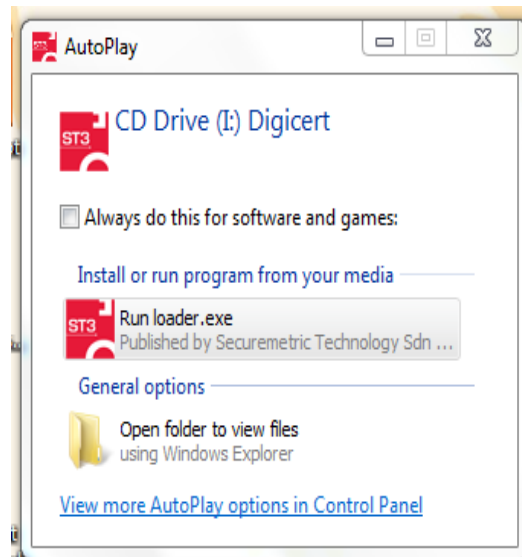 AutoPlay
ST3 CD Drive (I:) Digicert
Always do this for software and games:
Install or run program from your media
ST3 Run loader.exe
Published by Securemetric Technology Sdn ...
General options
Open folder to view files
using Windows Explorer
View more AutoPlay options in Control Panel